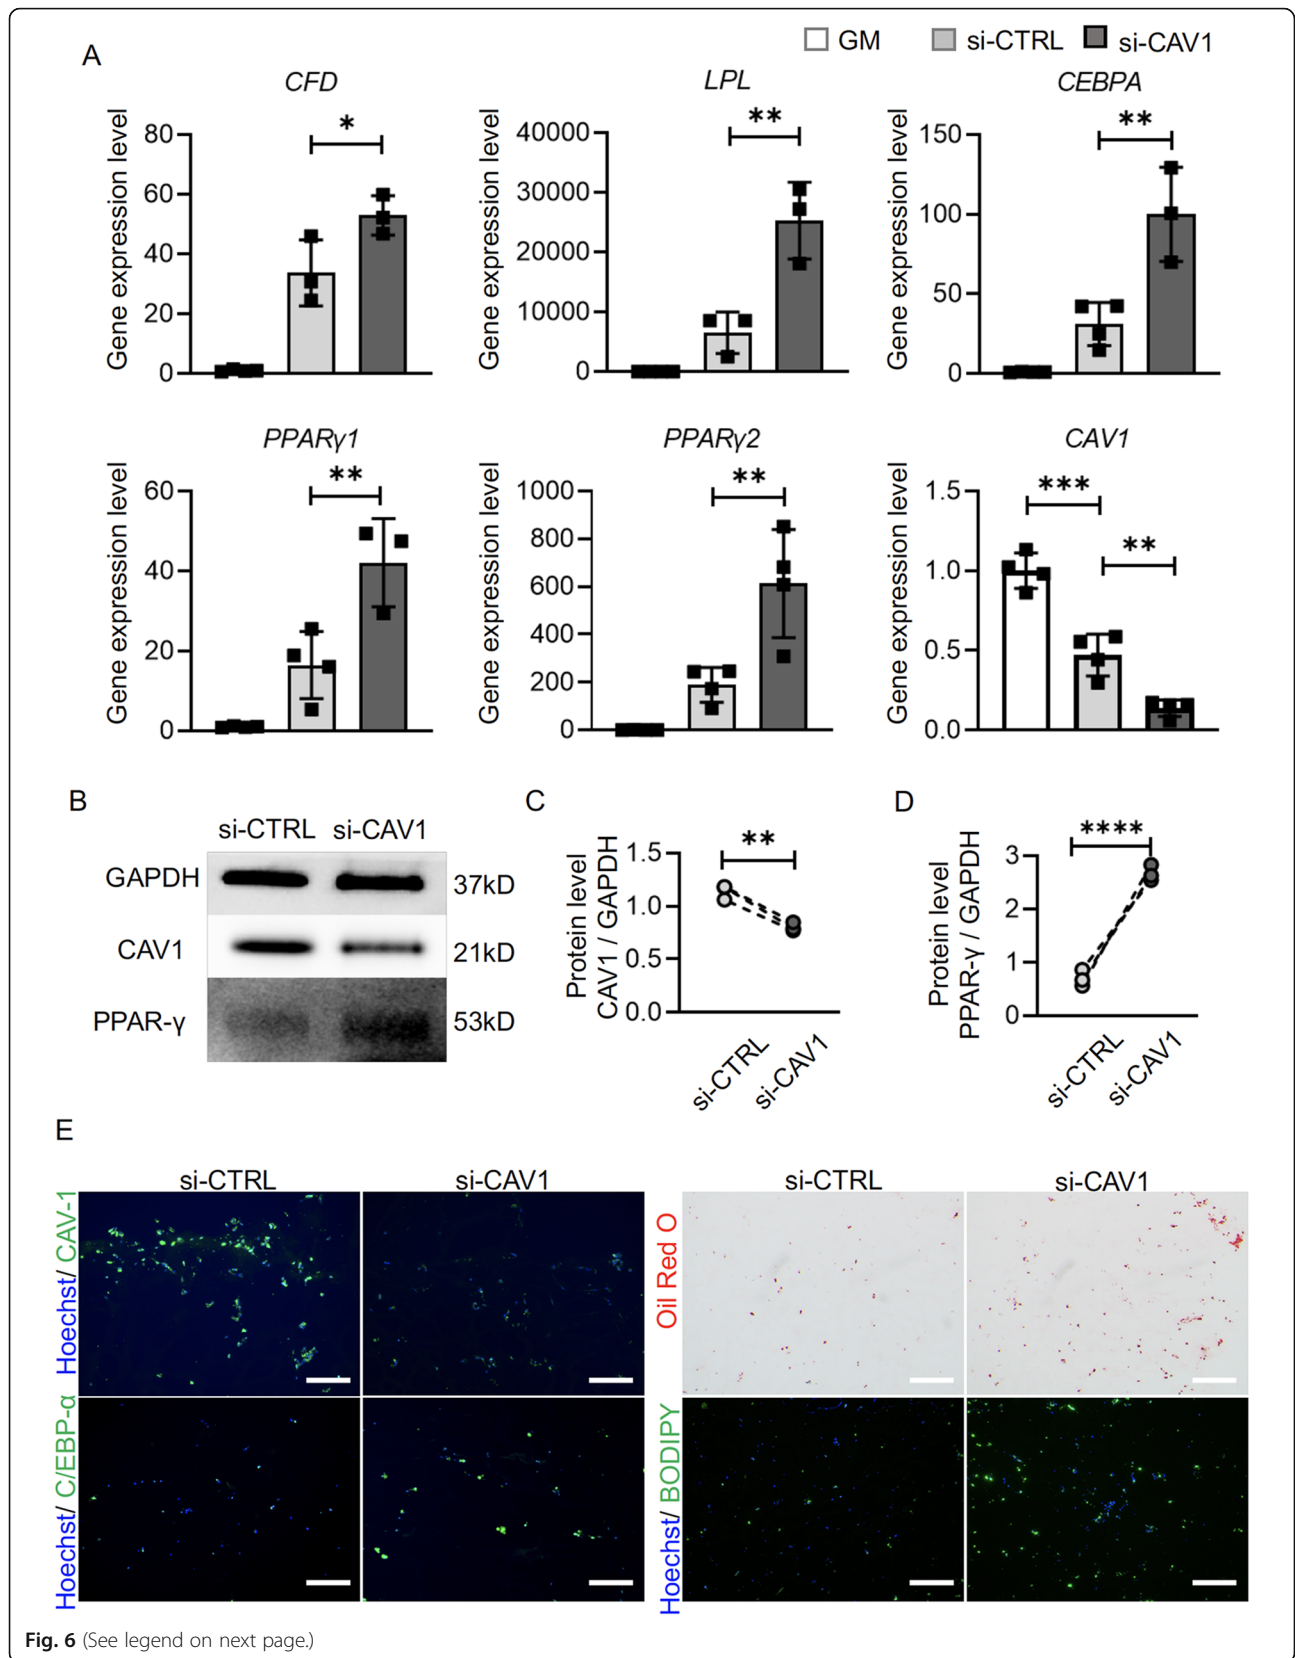 A
GM si-CTRL si-CAV1
CFD
LPL
CEBPA
Gene expression level
80
60
40
20
0
*
Gene expression level
40000
30000
20000
10000
0
**
Gene expression level
150
100
50
0
**
PPARγ1
PPARγ2
CAV1
Gene expression level
60
40
20
0
**
Gene expression level
1000
800
600
400
200
0
**
Gene expression level
1.5
1.0
0.5
0.0
***
**
B
si-CTRL si-CAV1
GAPDH 37kD
CAV1 21kD
PPAR-γ 53kD
C
Protein level
CAV1 / GAPDH
1.5
1.0
0.5
0.0
**
si-CTRL
si-CAV1
D
Protein level
PPAR-γ / GAPDH
3
2
1
0
****
si-CTRL
si-CAV1
E
si-CTRL si-CAV1
Hoechst/ CAV-1
Hoechst/ C/EBP-α
si-CTRL si-CAV1
Oil Red O
Hoechst/ BODIPY
Fig. 6 (See legend on next page.)